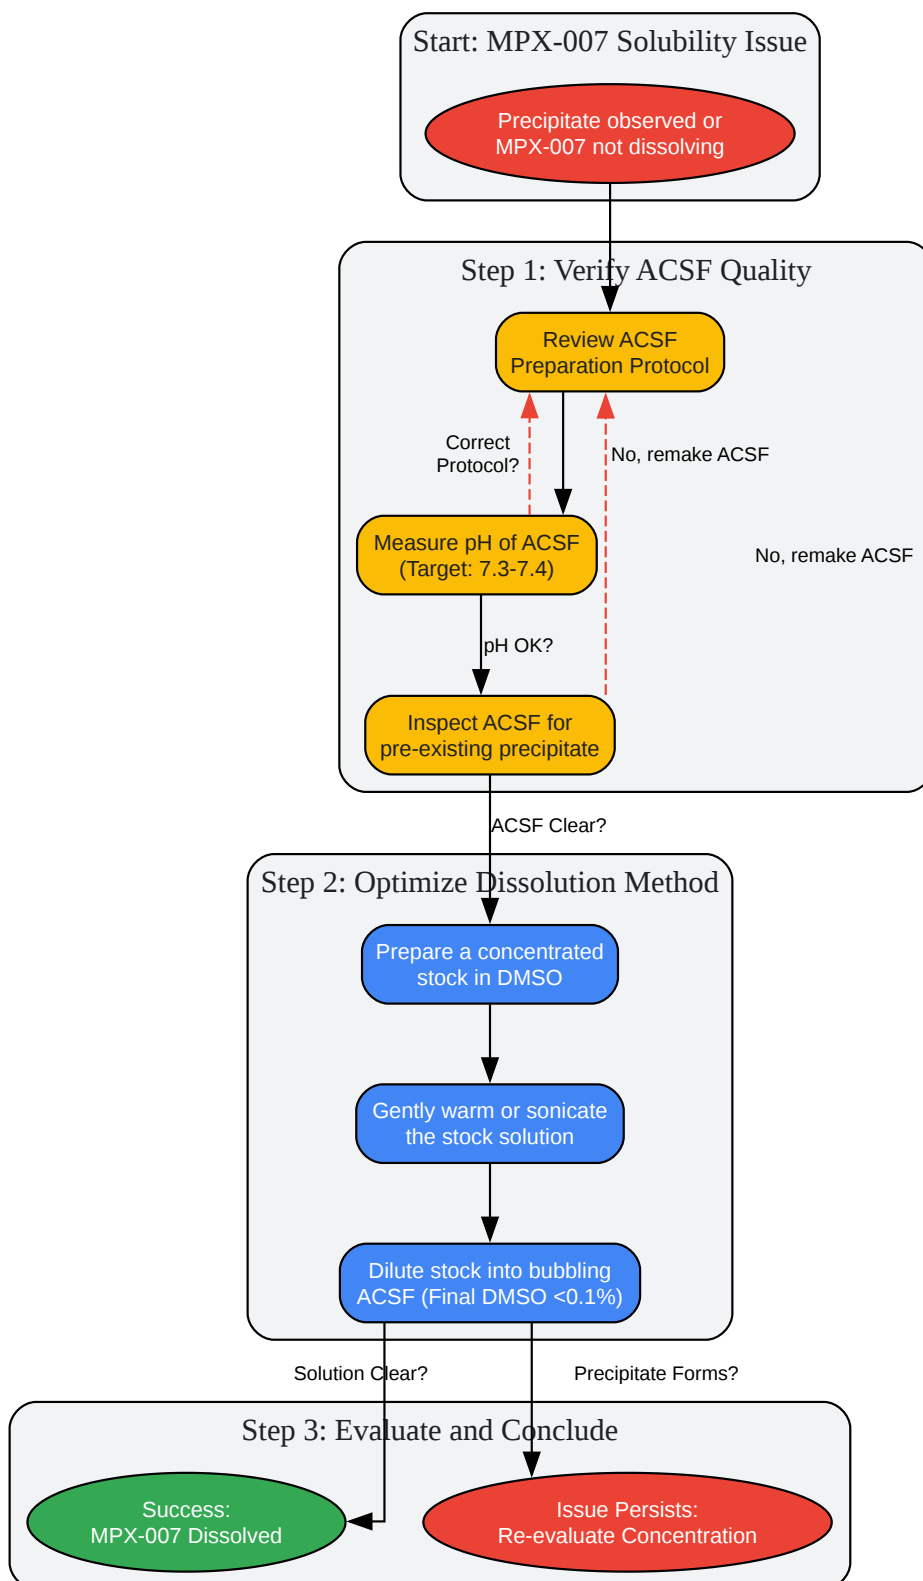 Start: MPX-007 Solubility Issue
Precipitate observed or
MPX-007 not dissolving
Step 1: Verify ACSF Quality
Review ACSF
Preparation Protocol
Correct
Protocol?
No, remake ACSF
Measure pH of ACSF
(Target: 7.3-7.4)
No, remake ACSF
pH OK?
Inspect ACSF for
pre-existing precipitate
ACSF Clear?
Step 2: Optimize Dissolution Method
Prepare a concentrated
stock in DMSO
Gently warm or sonicate
the stock solution
Dilute stock into bubbling
ACSF (Final DMSO <0.1%)
Solution Clear?
Precipitate Forms?
Step 3: Evaluate and Conclude
Success:
MPX-007 Dissolved
Issue Persists:
Re-evaluate Concentration